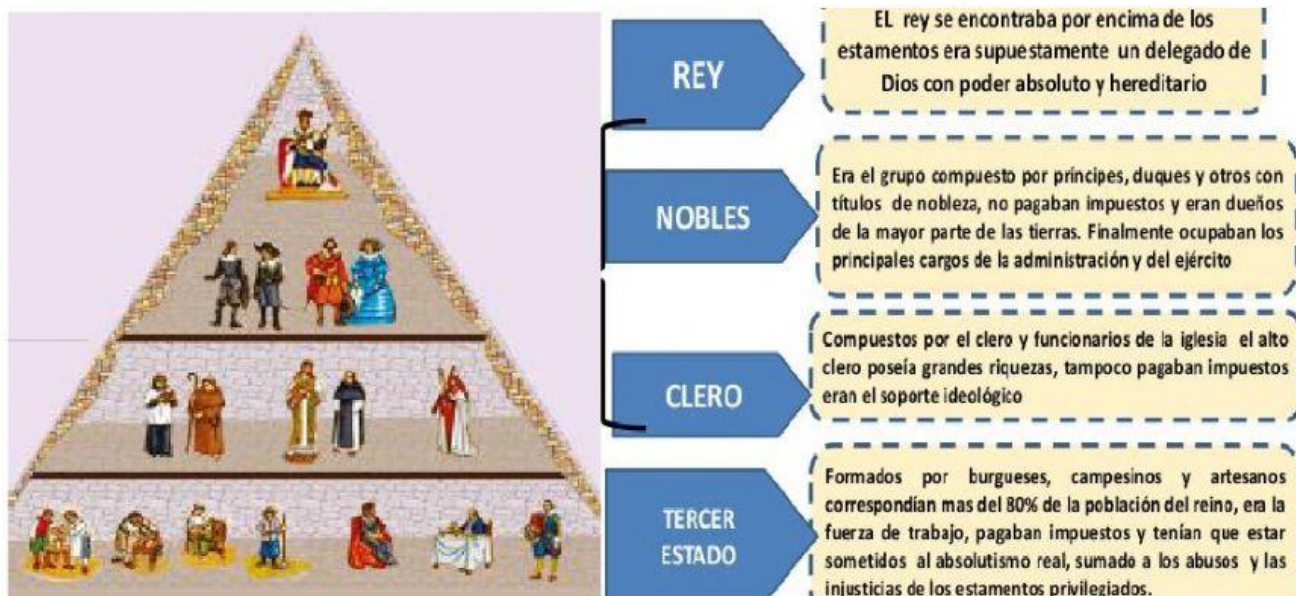 REY
EL rey se encontraba por encima de los
estamentos era supuestamente un delegado de
Dios con poder absoluto y hereditario
NOBLES
Era el grupo compuesto por príncipes, duques y otros con
títulos de nobleza, no pagaban impuestos y eran dueños
de la mayor parte de las tierras. Finalmente ocupaban los
principales cargos de la administración y del ejército
CLERO
Compuestos por el clero y funcionarios de la iglesia el alto
clero poseía grandes riquezas, tampoco pagaban impuestos
eran el soporte ideológico
TERCER
ESTADO
Formados por burgueses, campesinos y artesanos
correspondían mas del 80% de la población del reino, era la
fuerza de trabajo, pagaban impuestos y tenían que estar
sometidos al absolutismo real, sumado a los abusos y las
injusticias de los estamentos privilegiados.